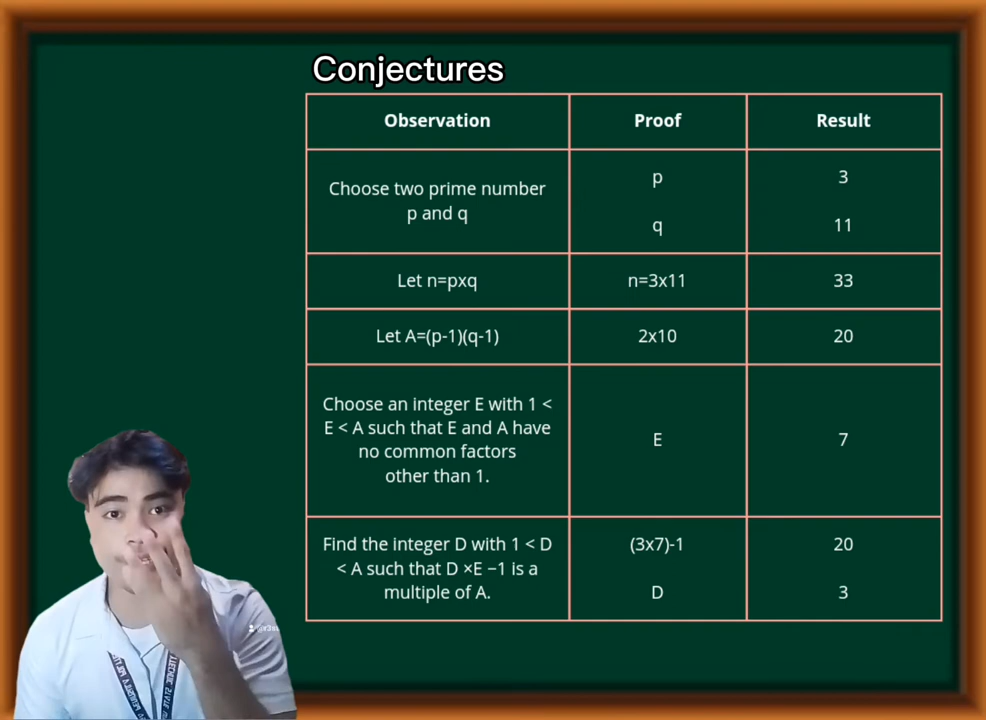 Conjectures
Observation
Proof
Result
Choose two prime number
p and q
p
3
q
11
Let n=pxq
n=3x11
33
Let A=(p-1)(q-1)
2x10
20
Choose an integer E with 1 <
E < A such that E and A have
no common factors
other than 1.
E
7
Find the integer D with 1 < D
< A such that D ×E −1 is a
multiple of A.
(3x7)-1
20
D
3